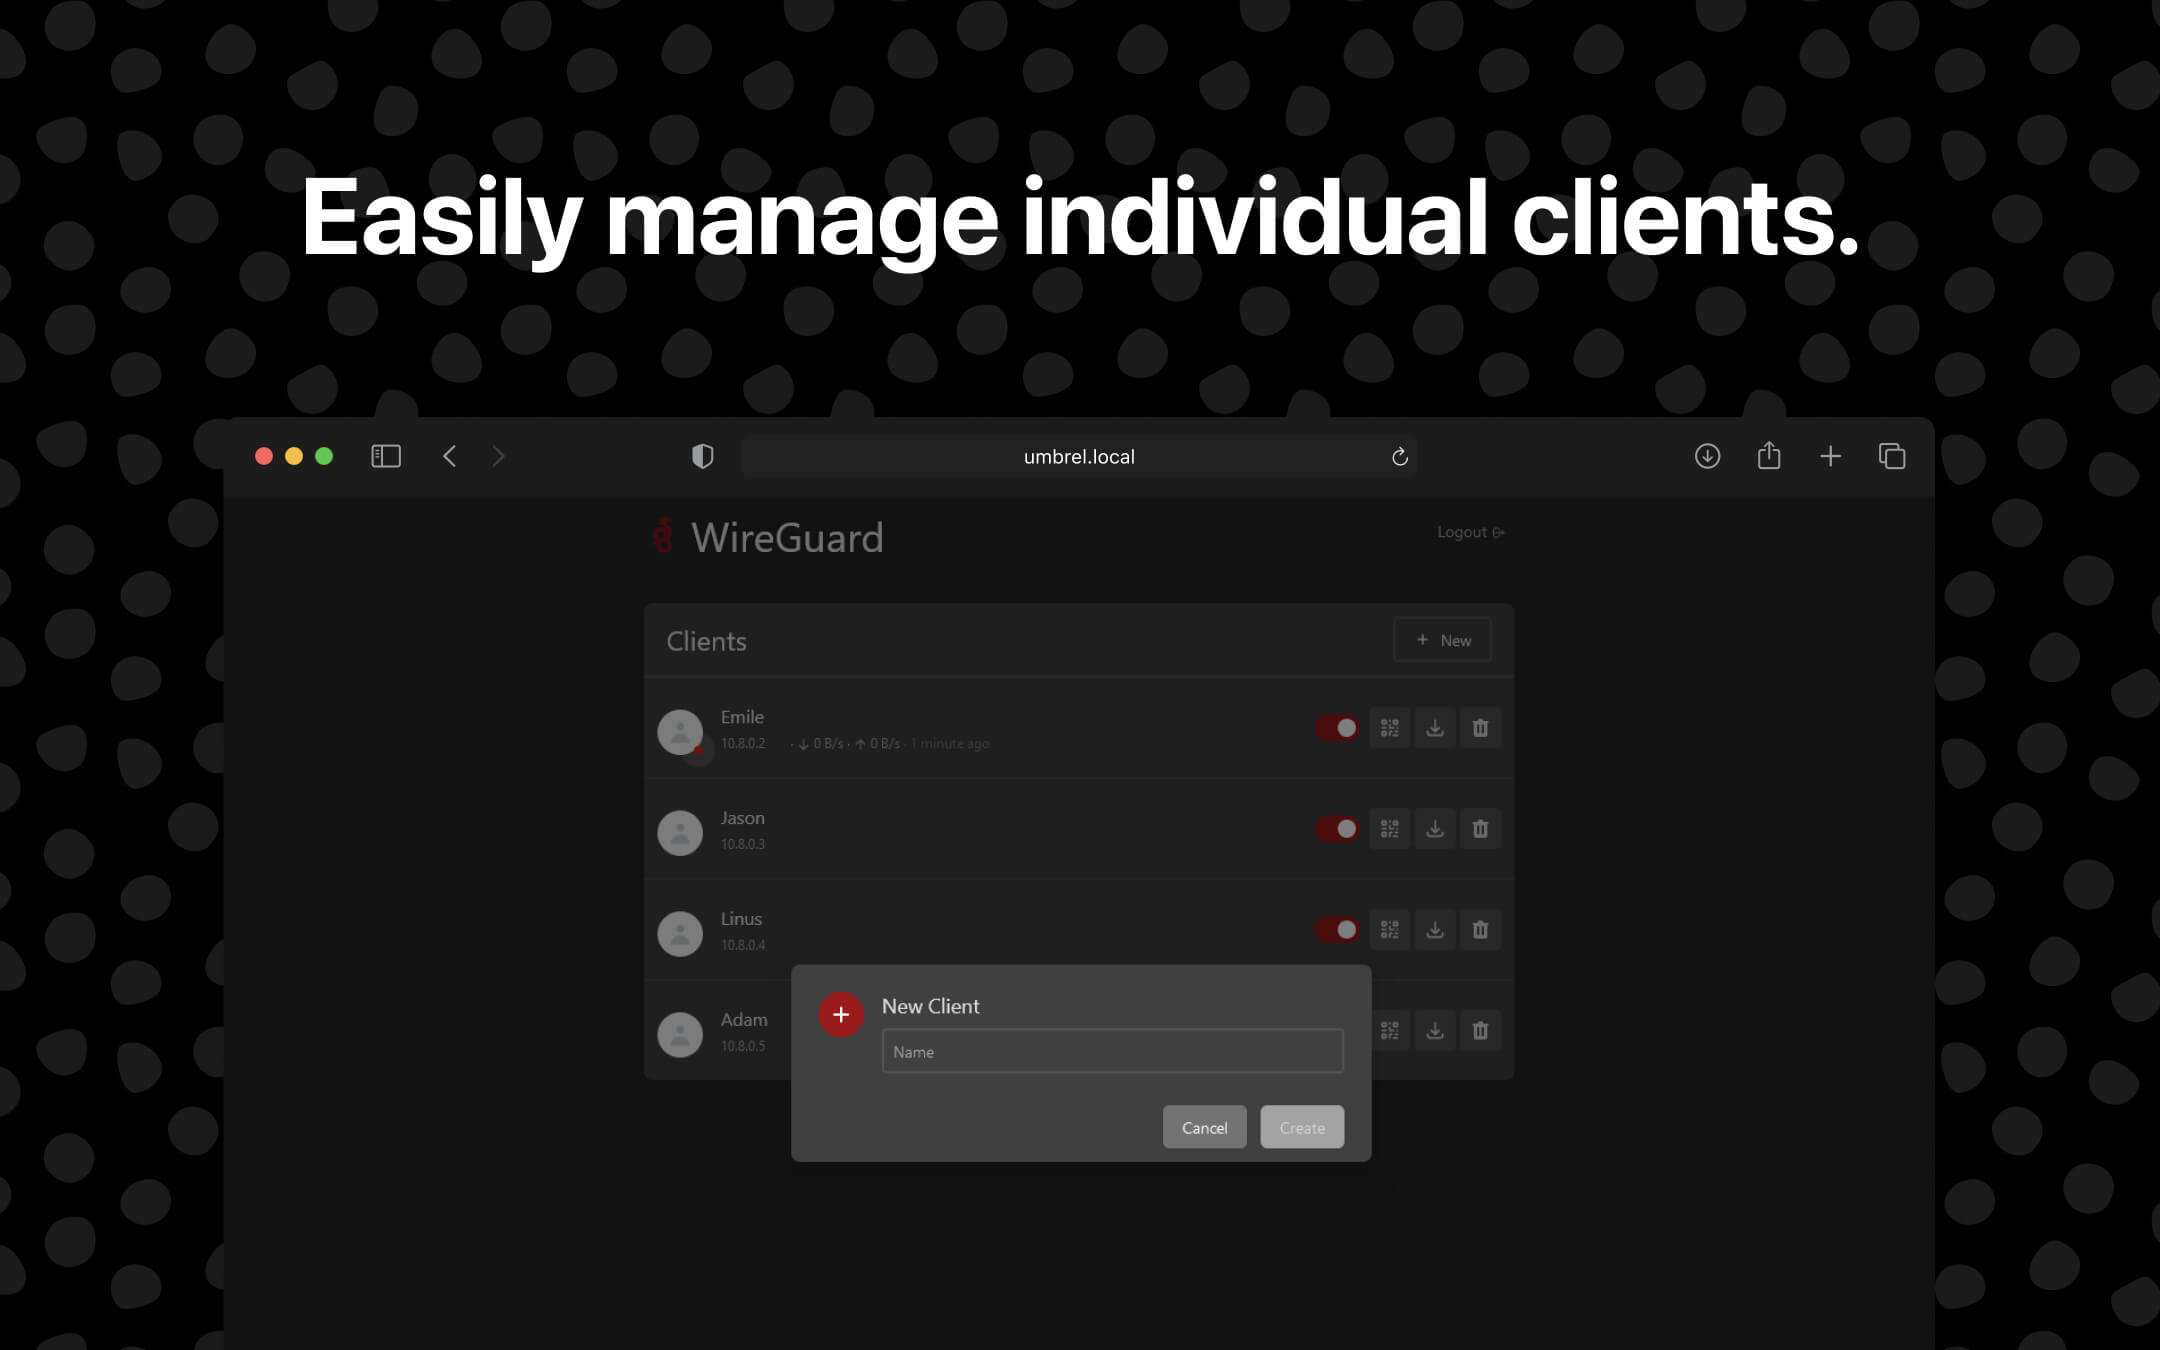 Easily manage individual clients.
umbrel.local
WireGuard
Logout
Clients
+ New
Emile
10.8.0.2 · ↓ 0 B/s · ↑ 0 B/s · 1 minute ago
Jason
10.8.0.3
Linus
10.8.0.4
Adam
10.8.0.5
New Client
Name
Cancel
Create